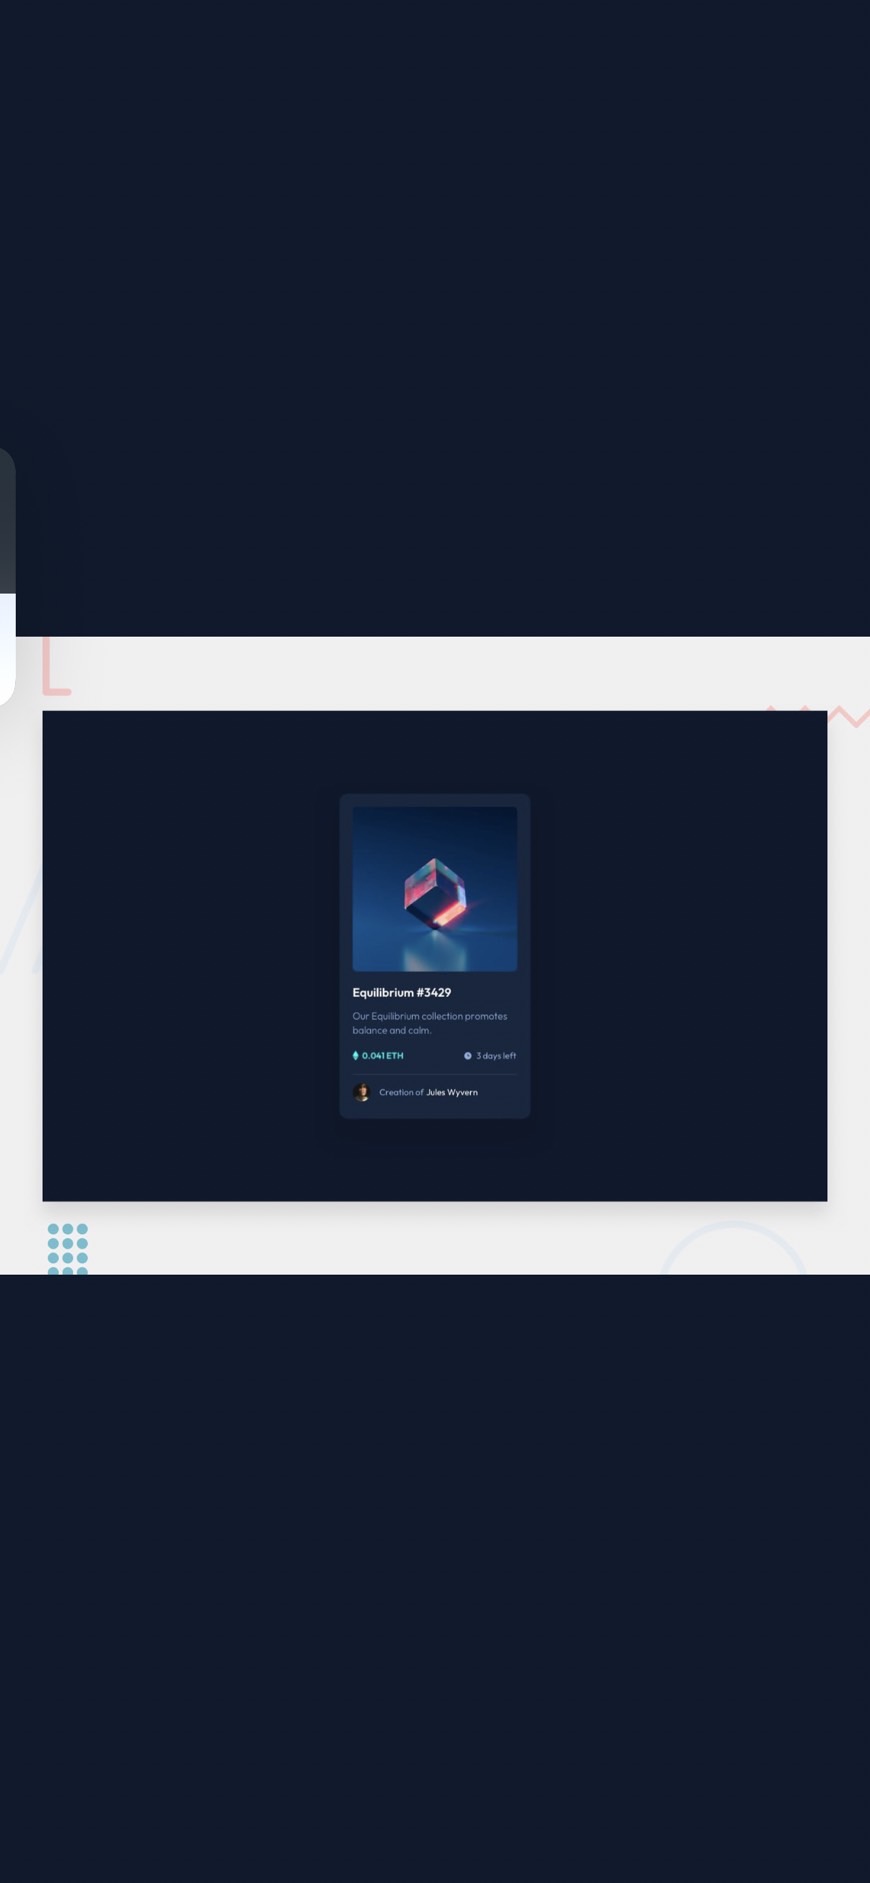 Equilibrium #3429
Our Equilibrium collection promotes
balance and calm.
0.041 ETH
3 days left
Creation of Jules Wyvern